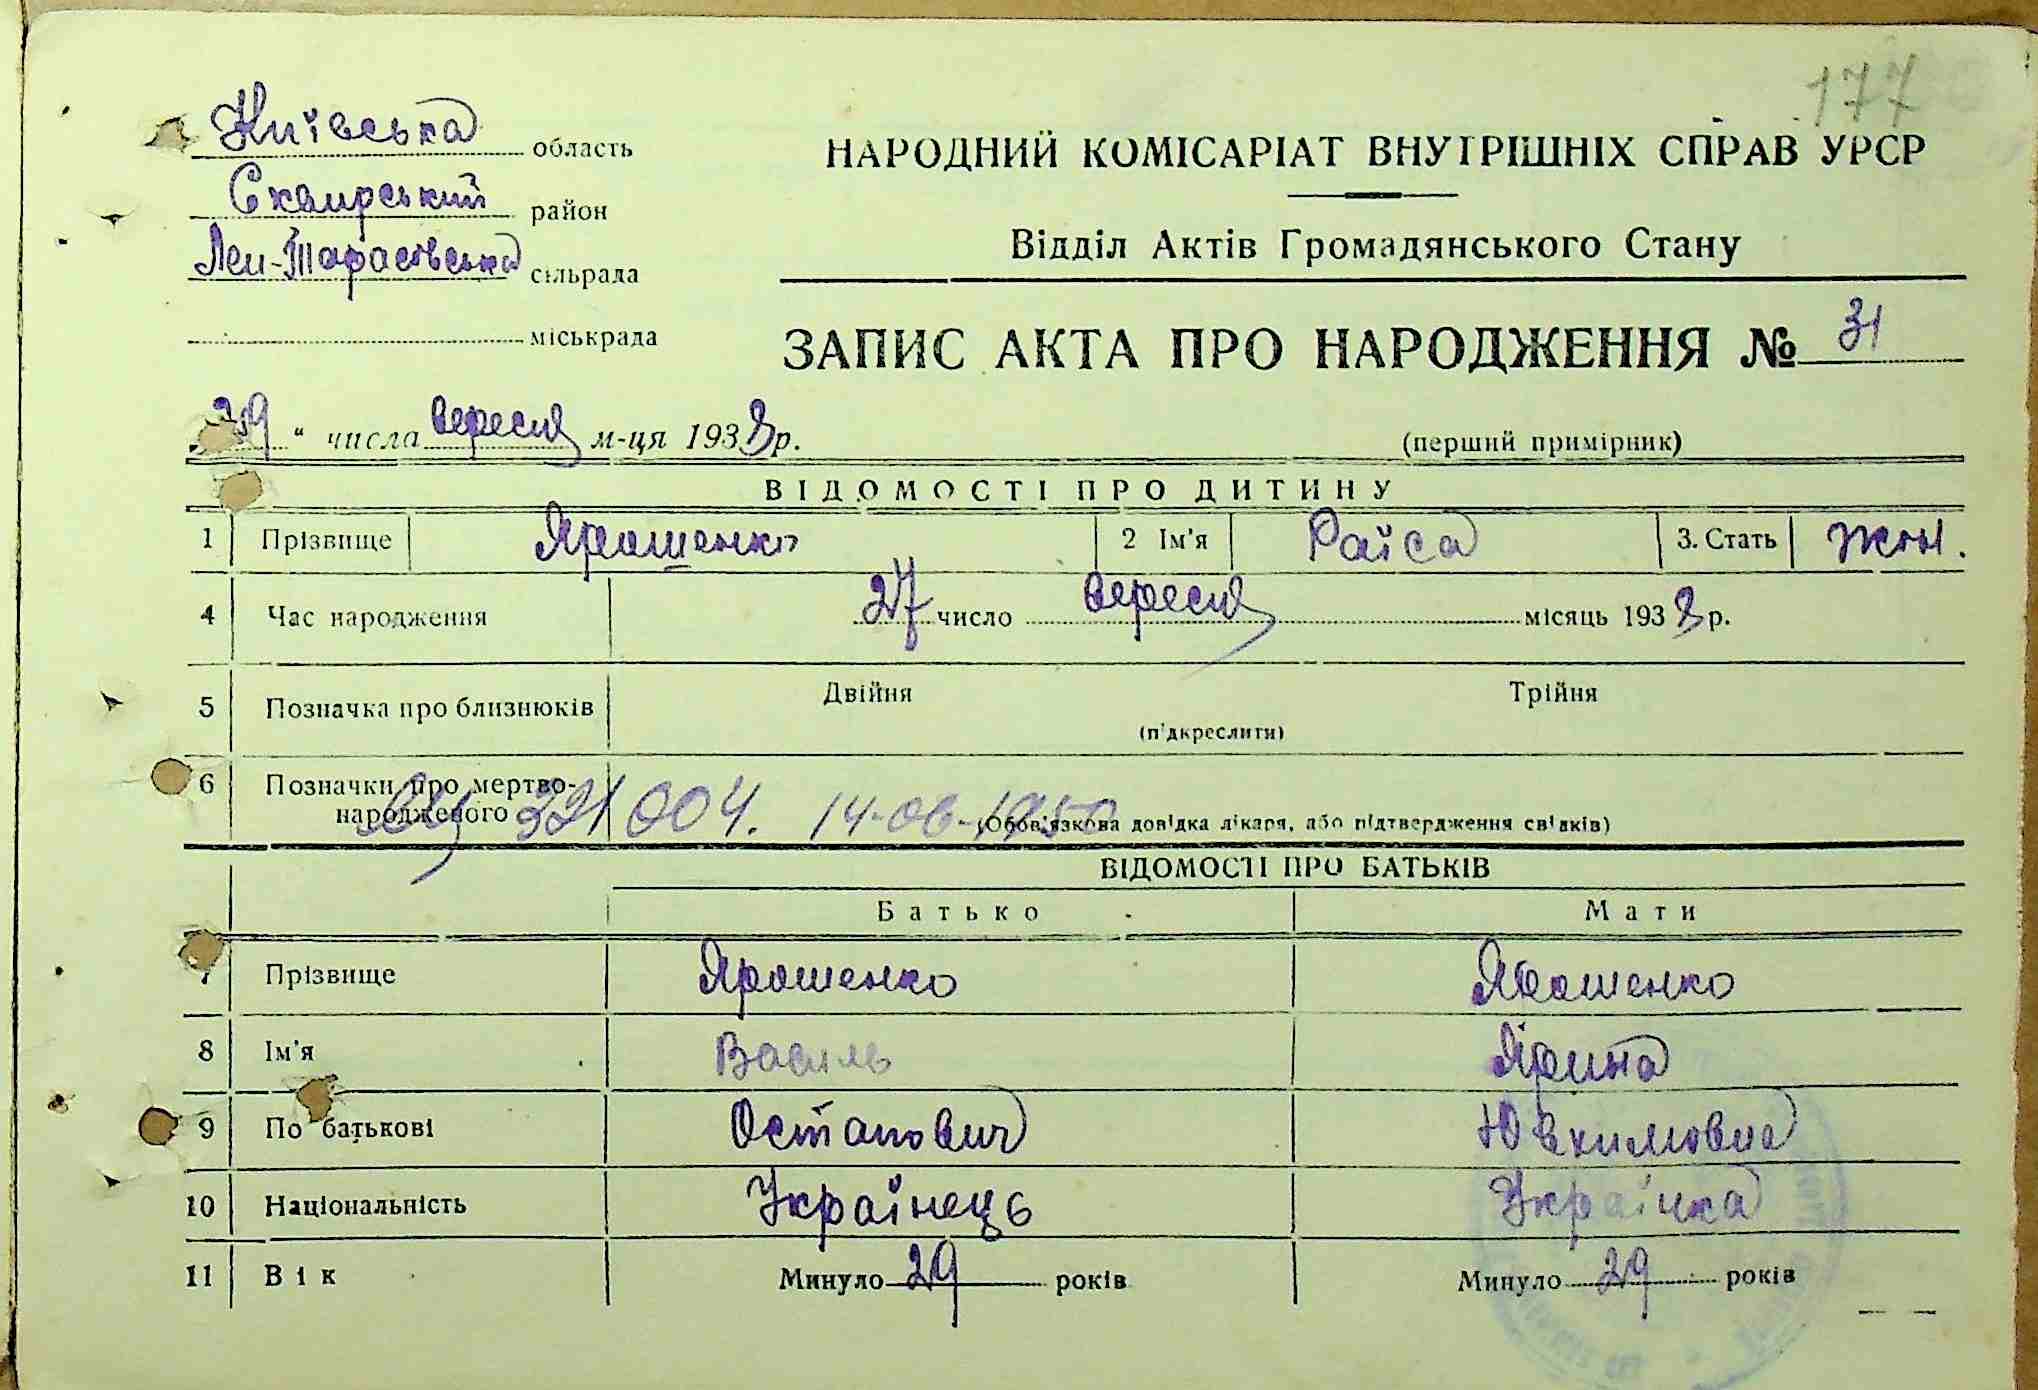 177
Київська область
НАРОДНИЙ КОМІСАРІАТ ВНУТРІШНІХ СПРАВ УРСР
Сквирський район
Відділ Актів Громадянського Стану
Лен-Тарасівська сільрада
міськрада
ЗАПИС АКТА ПРО НАРОДЖЕННЯ № 31
29 " числа вересня м-ця 1938 р.
(перший примірник)
ВІДОМОСТІ ПРО ДИТИНУ
1 Прізвище Ярошенко 2 Ім'я Раїса 3. Стать жін.
4 Час народження 27 число вересня місяць 1938 р.
5 Позначка про близнюків Двійня Трійня
(підкреслити)
6 Позначки про мертво-
народженого 321004. 14-06-1950
(Обов'язкова довідка лікаря, або підтвердження свідків)
ВІДОМОСТІ ПРО БАТЬКІВ
Батько Мати
7 Прізвище Ярошенко Ярошенко
8 Ім'я Василь Ярина
9 По батькові Остапович Ювхимовна
10 Національність Українець Українка
11 Вік Минуло 29 років Минуло 29 років